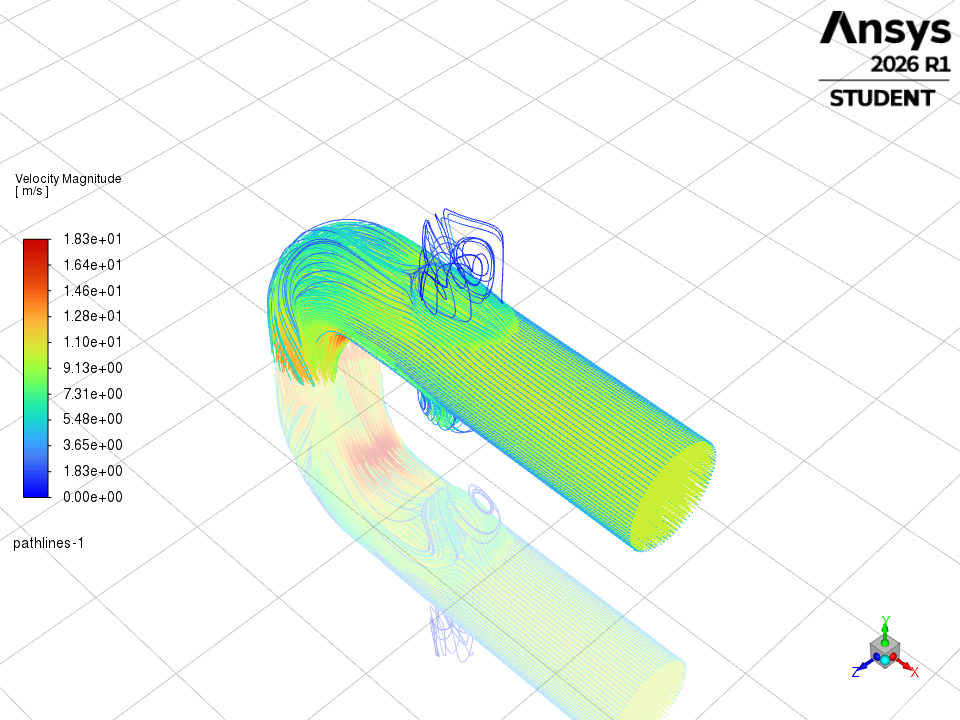 Ansys
2026 R1
STUDENT
Velocity Magnitude
[ m/s ]
1.83e+01
1.64e+01
1.46e+01
1.28e+01
1.10e+01
9.13e+00
7.31e+00
5.48e+00
3.65e+00
1.83e+00
0.00e+00
pathlines-1
Y
Z
X